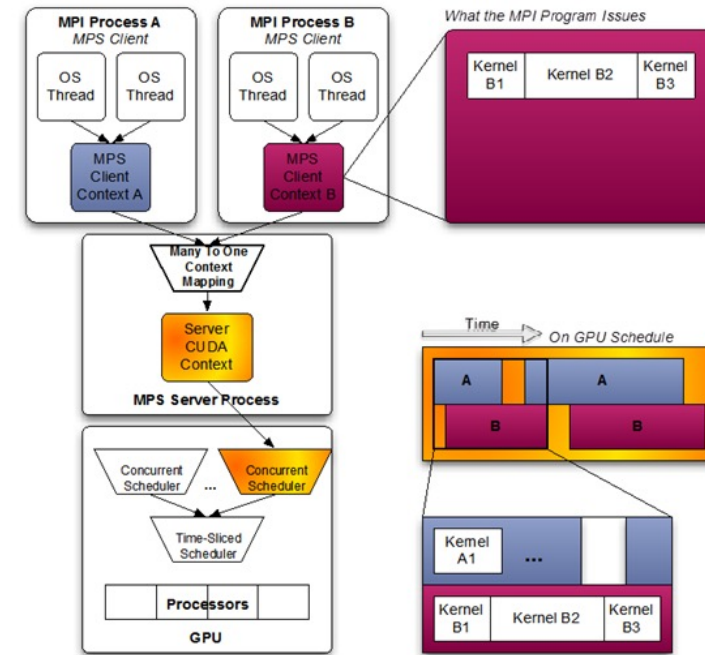 MPI Process A
MPS Client
OS
Thread
OS
Thread
MPS
Client
Context A
MPI Process B
MPS Client
OS
Thread
OS
Thread
MPS
Client
Context B
What the MPI Program Issues
Kernel
B1
Kernel B2
Kernel
B3
Many To One
Context
Mapping
Server
CUDA
Context
MPS Server Process
Concurrent
Scheduler
...
Concurrent
Scheduler
Time-Sliced
Scheduler
Processors
GPU
Time
On GPU Schedule
A
A
B
B
Kernel
A1
...
Kernel
B1
Kernel B2
Kernel
B3